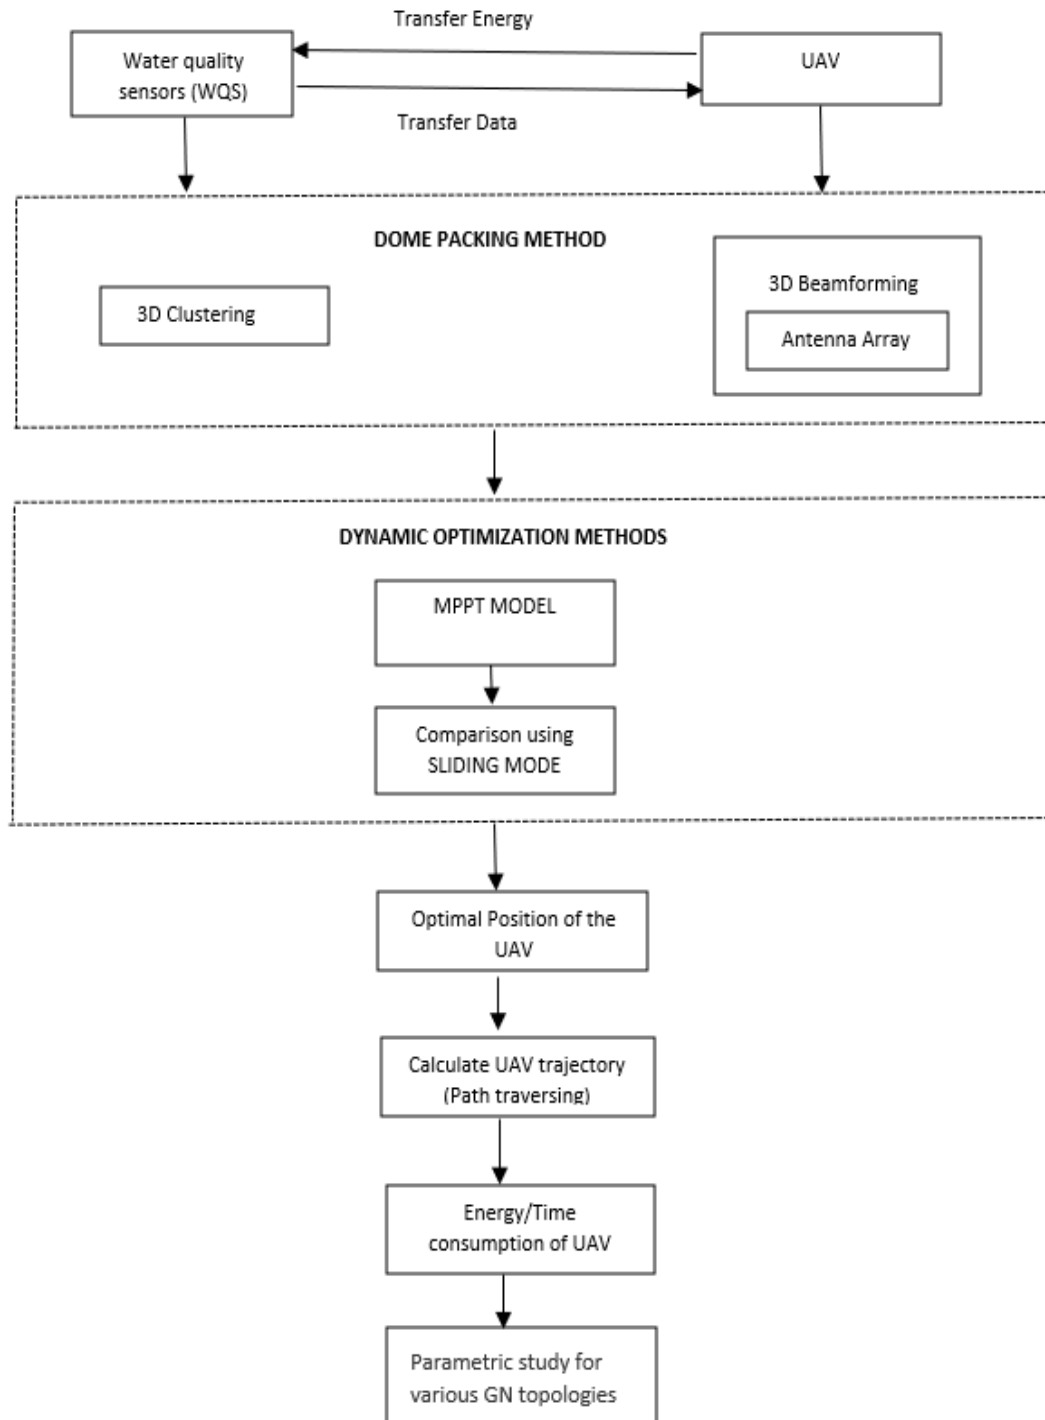 Transfer Energy
Water quality
sensors (WQS)
UAV
Transfer Data
DOME PACKING METHOD
3D Clustering
3D Beamforming
Antenna Array
DYNAMIC OPTIMIZATION METHODS
MPPT MODEL
Comparison using
SLIDING MODE
Optimal Position of the
UAV
Calculate UAV trajectory
(Path traversing)
Energy/Time
consumption of UAV
Parametric study for
various GN topologies